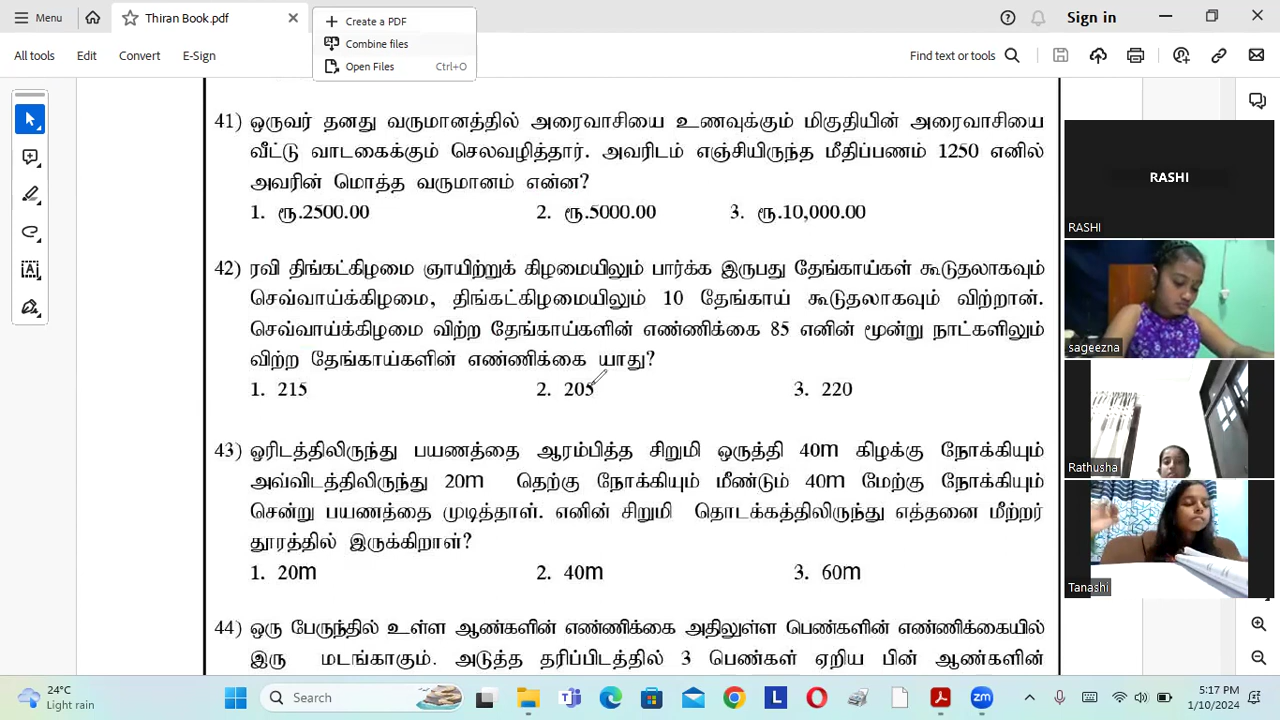 Menu
Thiran Book.pdf
Create a PDF
Combine files
Open Files Ctrl+O
Sign in
All tools Edit Convert E-Sign
Find text or tools
41) ஒருவர் தனது வருமானத்தில் அரைவாசியை உணவுக்கும் மிகுதியின் அரைவாசியை
வீட்டு வாடகைக்கும் செலவழித்தார். அவரிடம் எஞ்சியிருந்த மீதிப்பணம் 1250 எனில்
அவரின் மொத்த வருமானம் என்ன?
1. ரூ.2500.00 2. ரூ.5000.00 3. ரூ.10,000.00
42) ரவி திங்கட்கிழமை ஞாயிற்றுக் கிழமையிலும் பார்க்க இருபது தேங்காய்கள் கூடுதலாகவும்
செவ்வாய்க்கிழமை, திங்கட்கிழமையிலும் 10 தேங்காய் கூடுதலாகவும் விற்றான்.
செவ்வாய்க்கிழமை விற்ற தேங்காய்களின் எண்ணிக்கை 85 எனின் மூன்று நாட்களிலும்
விற்ற தேங்காய்களின் எண்ணிக்கை யாது?
1. 215 2. 205 3. 220
43) ஓரிடத்திலிருந்து பயணத்தை ஆரம்பித்த சிறுமி ஒருத்தி 40m கிழக்கு நோக்கியும்
அவ்விடத்திலிருந்து 20m தெற்கு நோக்கியும் மீண்டும் 40m மேற்கு நோக்கியும்
சென்று பயணத்தை முடித்தாள். எனின் சிறுமி தொடக்கத்திலிருந்து எத்தனை மீற்றர்
தூரத்தில் இருக்கிறாள்?
1. 20m 2. 40m 3. 60m
44) ஒரு பேருந்தில் உள்ள ஆண்களின் எண்ணிக்கை அதிலுள்ள பெண்களின் எண்ணிக்கையில்
இரு மடங்காகும். அடுத்த தரிப்பிடத்தில் 3 பெண்கள் ஏறிய பின் ஆண்களின்
RASHI
RASHI
sageezna
Rathusha
Tanashi
24°C
Light rain
Search
5:17 PM
1/10/2024